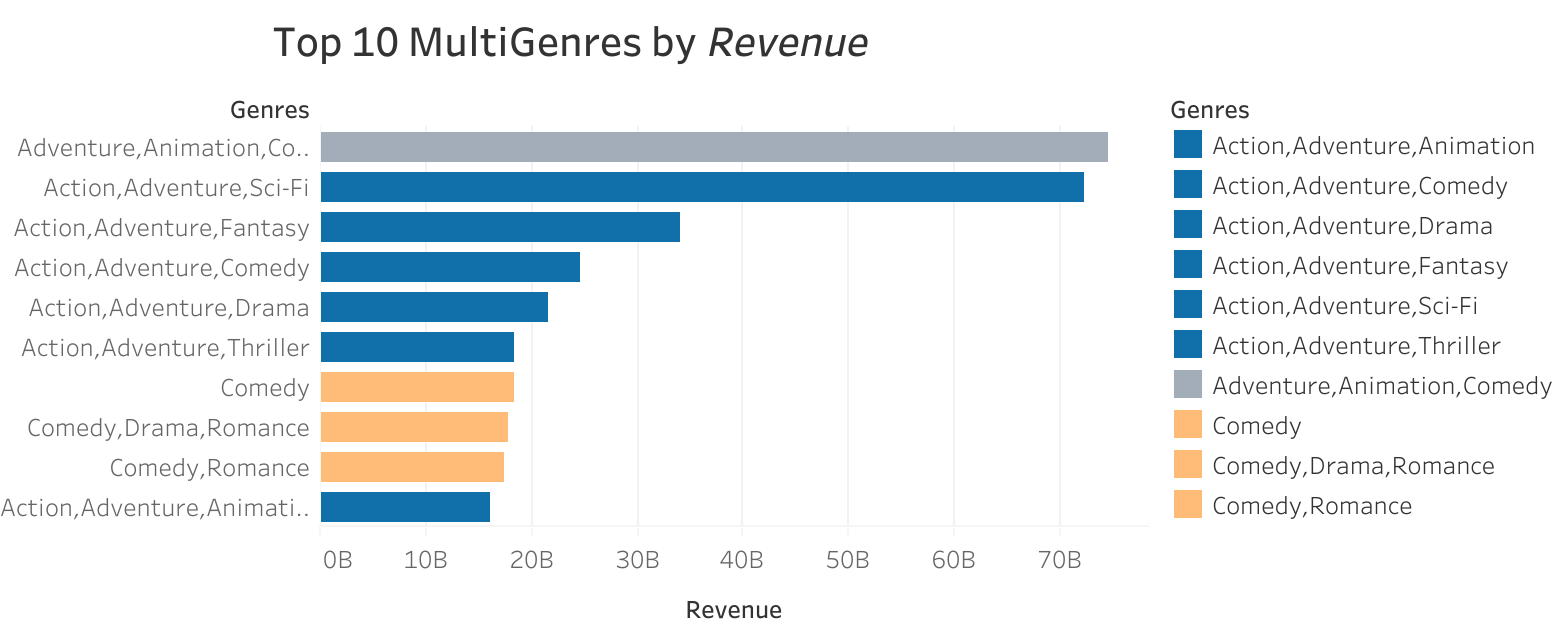 Top 10 MultiGenres by Revenue
Genres
Adventure,Animation,Co..
Action,Adventure,Sci-Fi
Action,Adventure,Fantasy
Action,Adventure,Comedy
Action,Adventure,Drama
Action,Adventure,Thriller
Comedy
Comedy,Drama,Romance
Comedy,Romance
Action,Adventure,Animati..
0B 10B 20B 30B 40B 50B 60B 70B
Revenue
Genres
Action,Adventure,Animation
Action,Adventure,Comedy
Action,Adventure,Drama
Action,Adventure,Fantasy
Action,Adventure,Sci-Fi
Action,Adventure,Thriller
Adventure,Animation,Comedy
Comedy
Comedy,Drama,Romance
Comedy,Romance